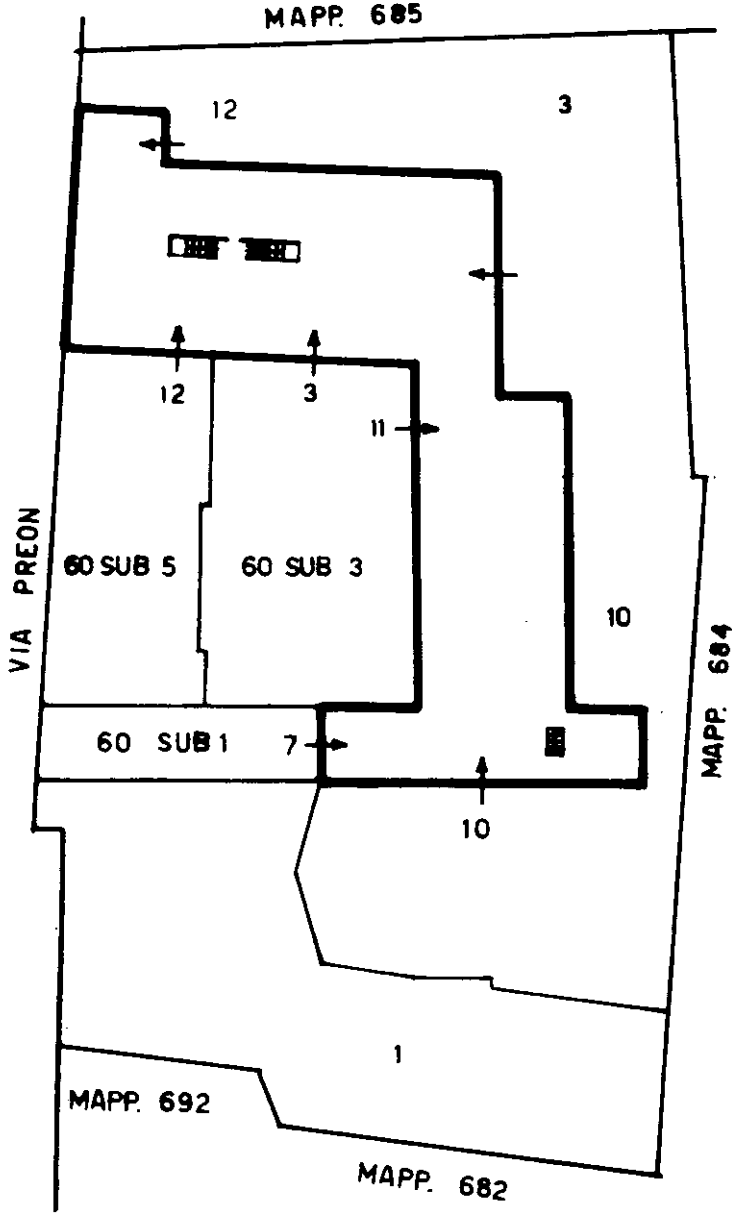 MAPP. 685
12
3
12
3
11
VIA PREON
60 SUB 5
60 SUB 3
10
MAPP. 684
60 SUB 1
7
10
1
MAPP. 692
MAPP. 682